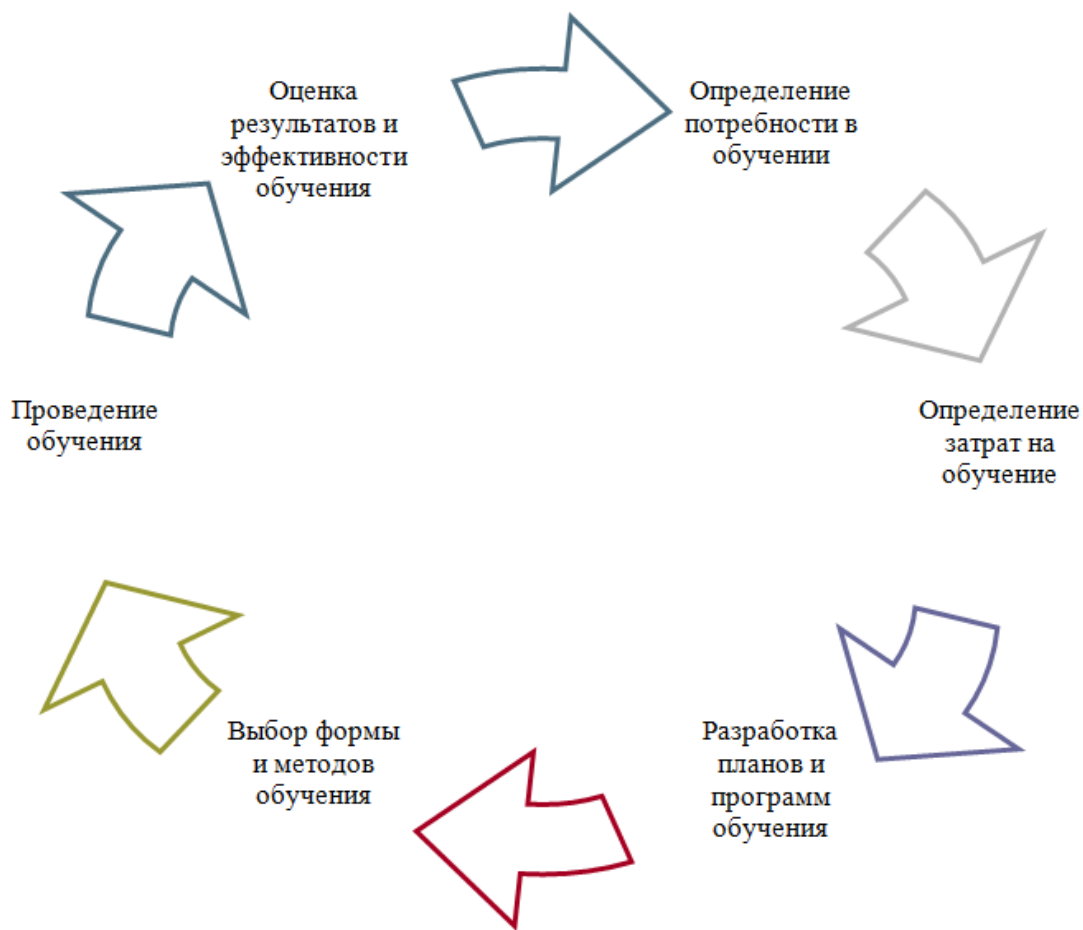 Оценка
результатов и
эффективности
обучения
Определение
потребности в
обучении
Определение
затрат на
обучение
Разработка
планов и
программ
обучения
Выбор формы
и методов
обучения
Проведение
обучения